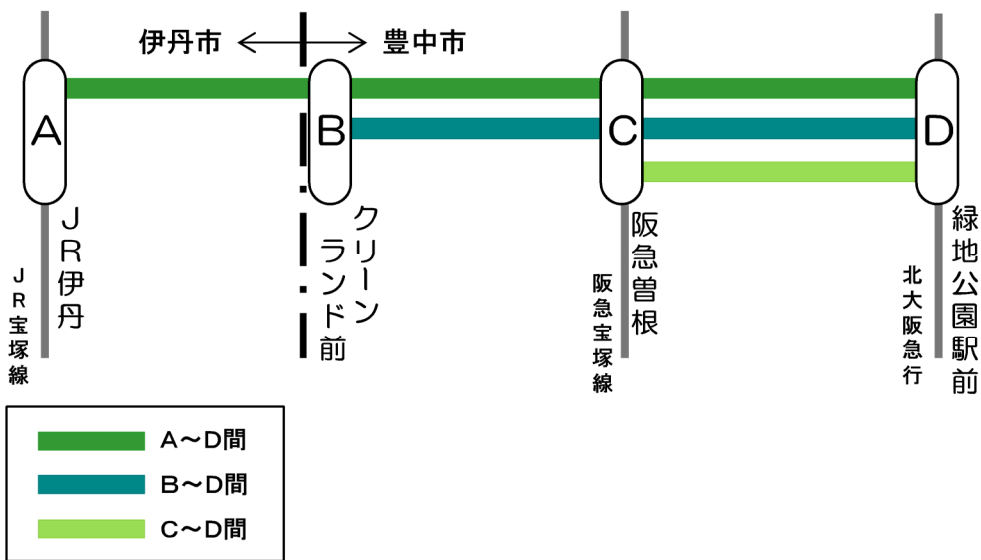 伊丹市
豊中市
A
B
C
D
JR伊丹
JR宝塚線
クリーン
ランド前
阪急曽根
阪急宝塚線
緑地公園駅前
北大阪急行
A～D間
B～D間
C～D間